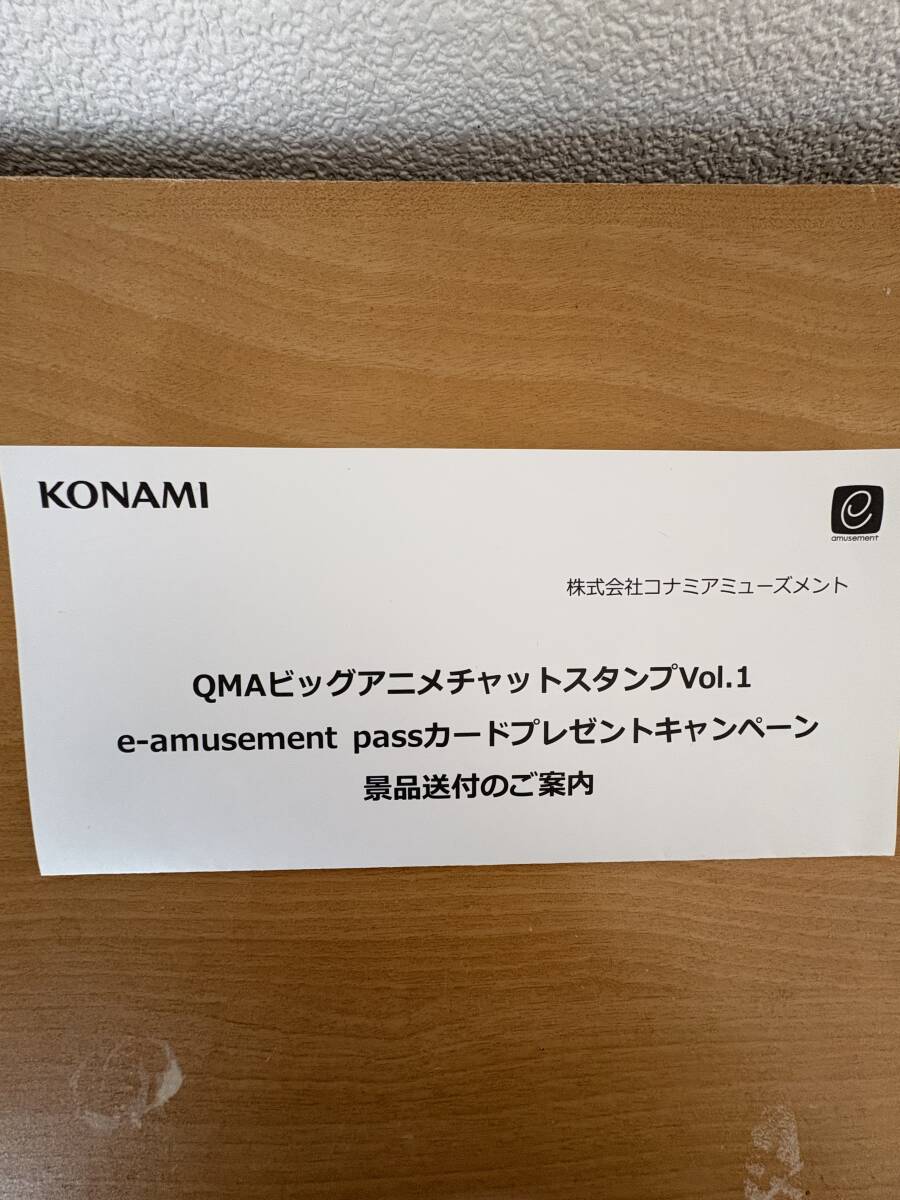 KONAMI
e
amusement
株式会社コナミアミューズメント
QMAビッグアニメチャットスタンプVol.1
e-amusement passカードプレゼントキャンペーン
景品送付のご案内